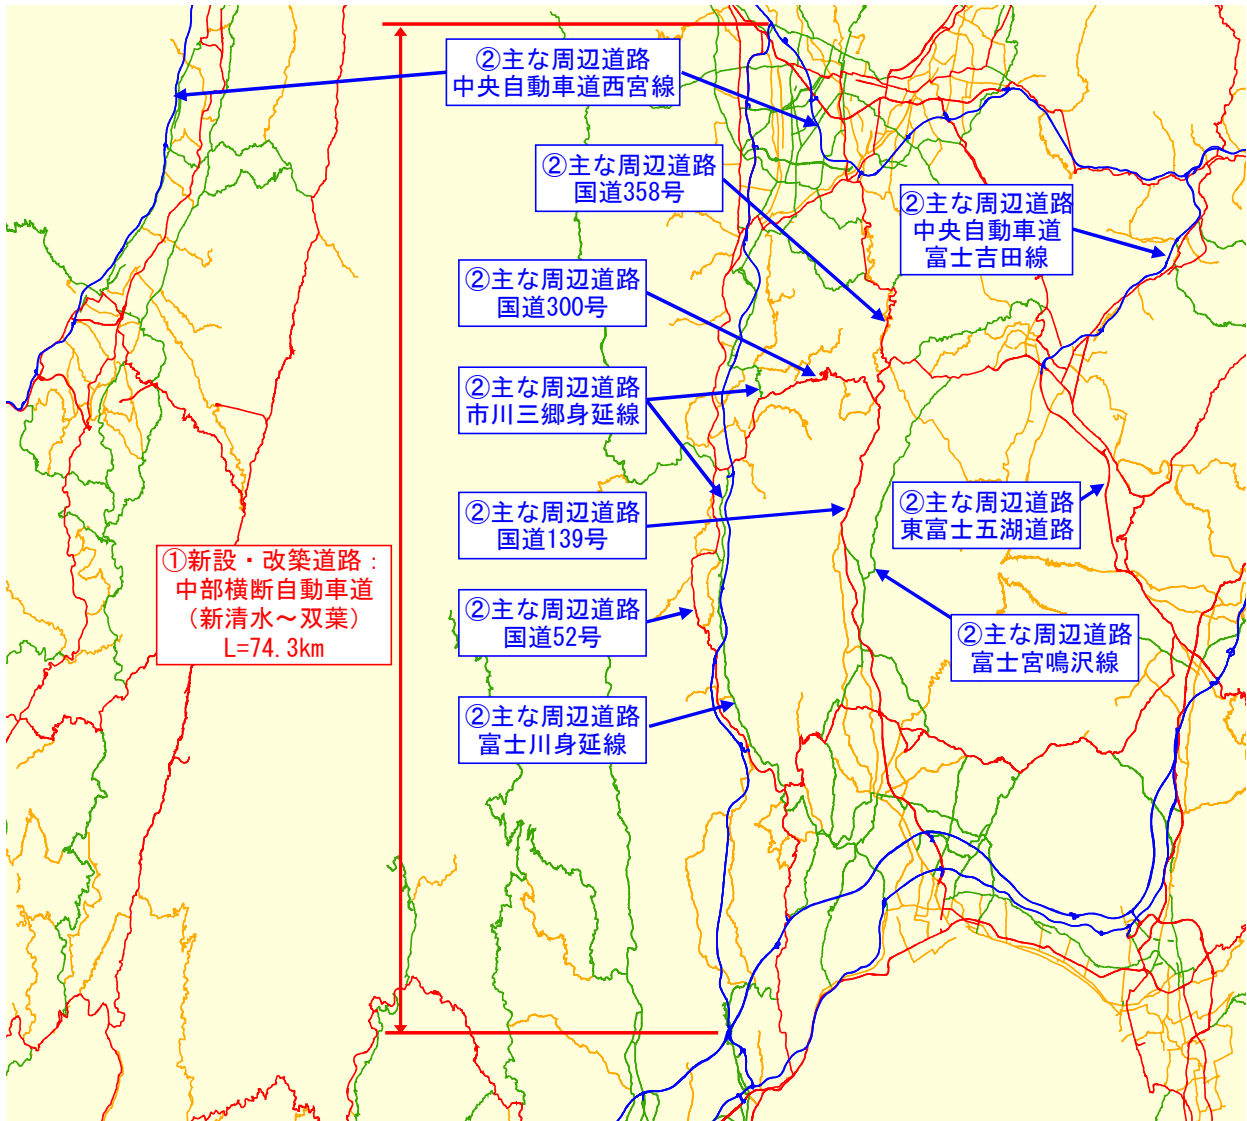 ②主な周辺道路
中央自動車道西宮線
②主な周辺道路
国道358号
②主な周辺道路
中央自動車道
富士吉田線
②主な周辺道路
国道300号
②主な周辺道路
市川三郷身延線
②主な周辺道路
国道139号
②主な周辺道路
東富士五湖道路
①新設・改築道路：
中部横断自動車道
（新清水～双葉）
L=74.3km
②主な周辺道路
国道52号
②主な周辺道路
富士宮鳴沢線
②主な周辺道路
富士川身延線